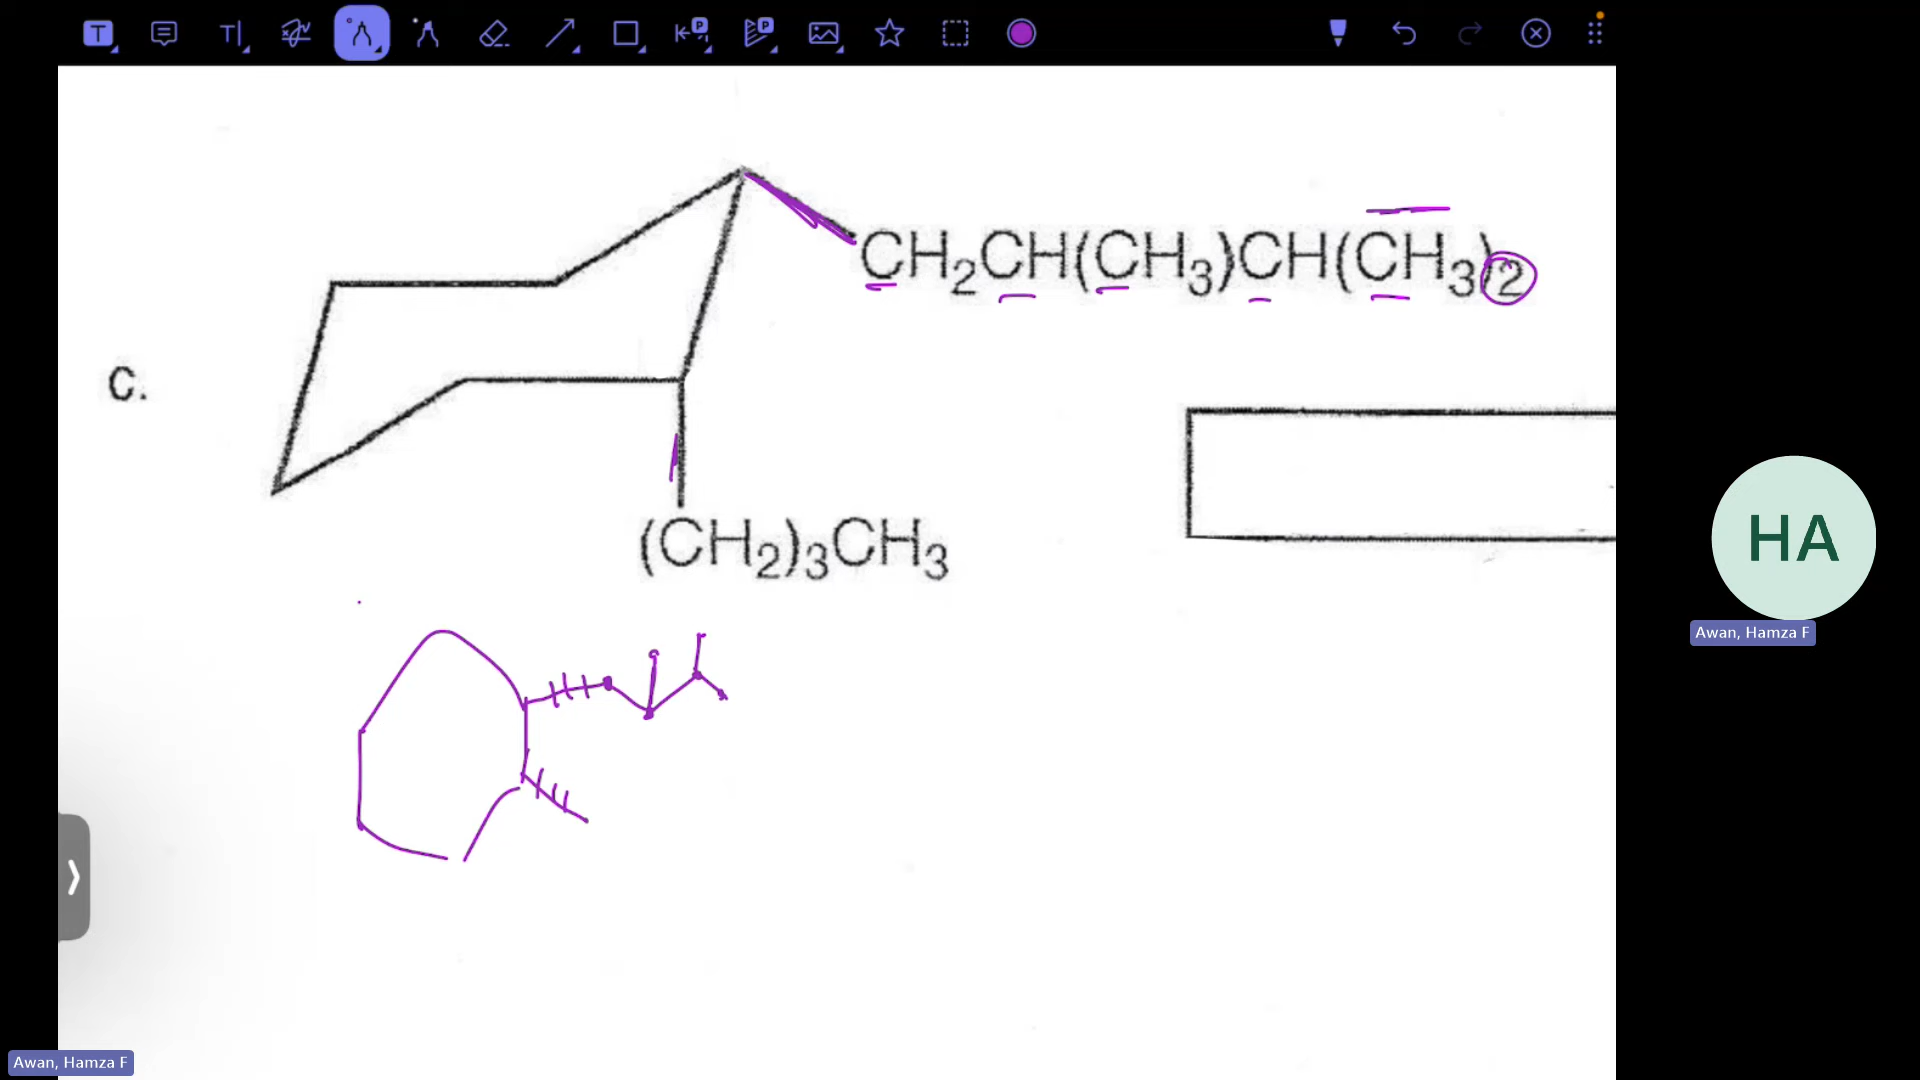 CH2CH(CH3)CH(CH3)2
C.
(CH2)3CH3
HA
Awan, Hamza F
Awan, Hamza F